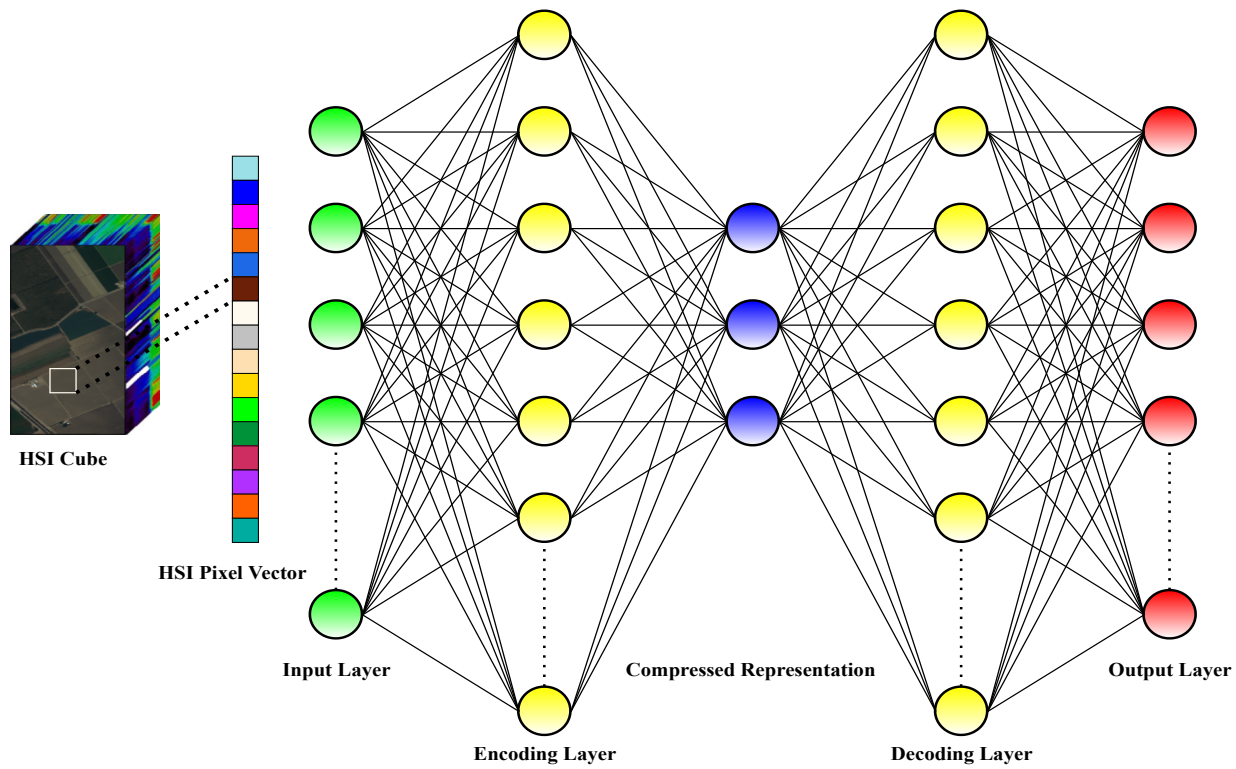 HSI Cube
HSI Pixel Vector
Input Layer
Encoding Layer
Compressed Representation
Decoding Layer
Output Layer